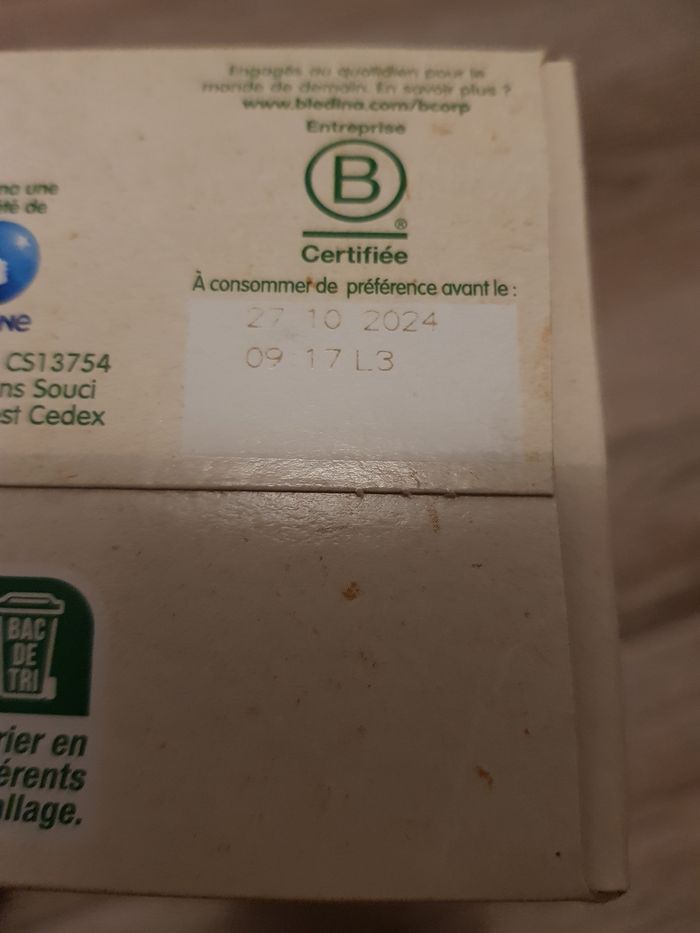 Engagés au quotidien pour le
monde de demain. En savoir plus ?
www.bledina.com/bcorp
Entreprise
B
®
Certifiée
une
de
À consommer de préférence avant le :
27 10 2024
09 17 L3
CS13754
ns Souci
st Cedex
BAC
DE
TRI
rier en
érents
llage.